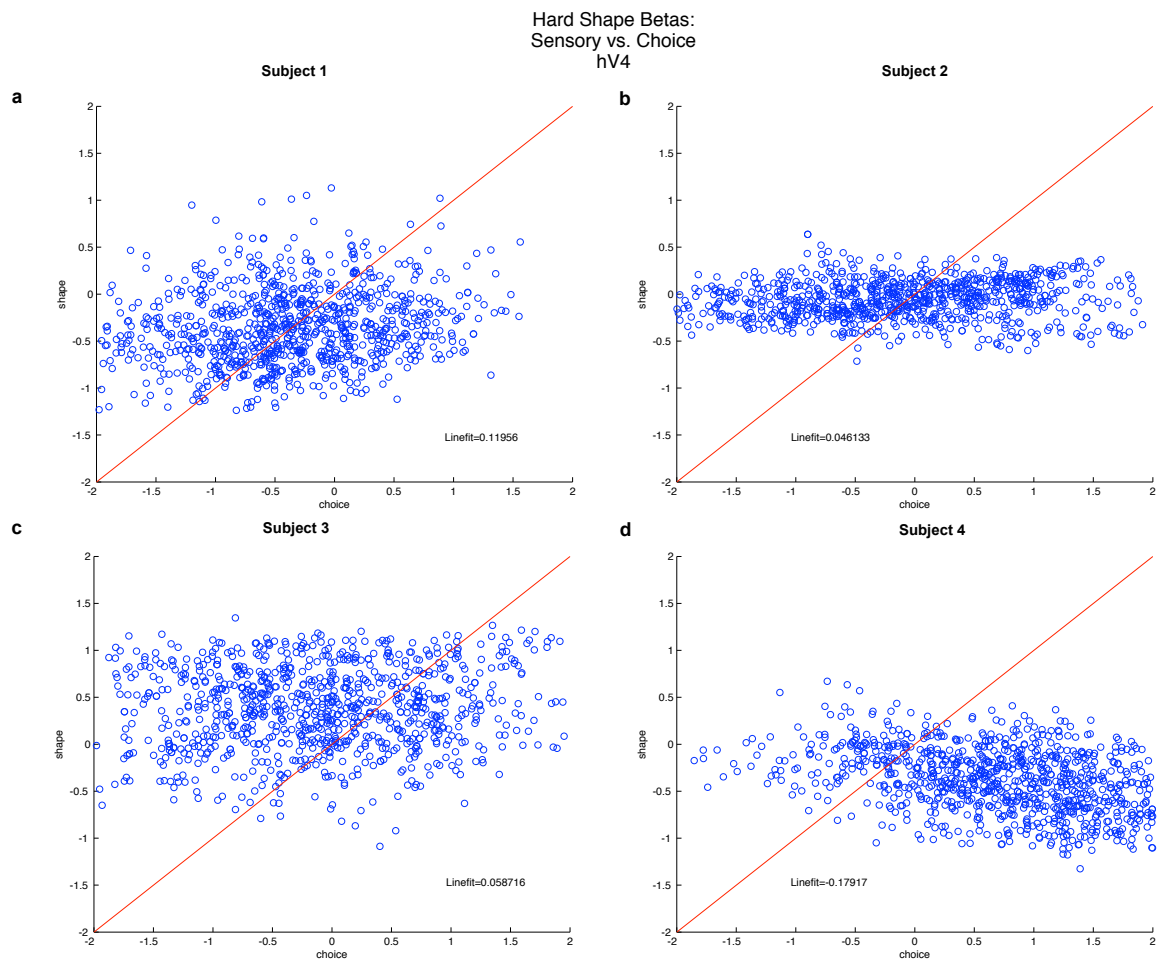 Hard Shape Betas:
Sensory vs. Choice
hV4
Subject 1
a
2
1.5
1
0.5
0
-0.5
-1
-1.5
-2
shape
Linefit=0.11956
-2 -1.5 -1 -0.5 0 0.5 1 1.5 2
choice
Subject 2
b
2
1.5
1
0.5
0
-0.5
-1
-1.5
-2
shape
Linefit=0.046133
-2 -1.5 -1 -0.5 0 0.5 1 1.5 2
choice
Subject 3
c
2
1.5
1
0.5
0
-0.5
-1
-1.5
-2
shape
Linefit=0.058716
-2 -1.5 -1 -0.5 0 0.5 1 1.5 2
choice
Subject 4
d
2
1.5
1
0.5
0
-0.5
-1
-1.5
-2
shape
Linefit=-0.17917
-2 -1.5 -1 -0.5 0 0.5 1 1.5 2
choice